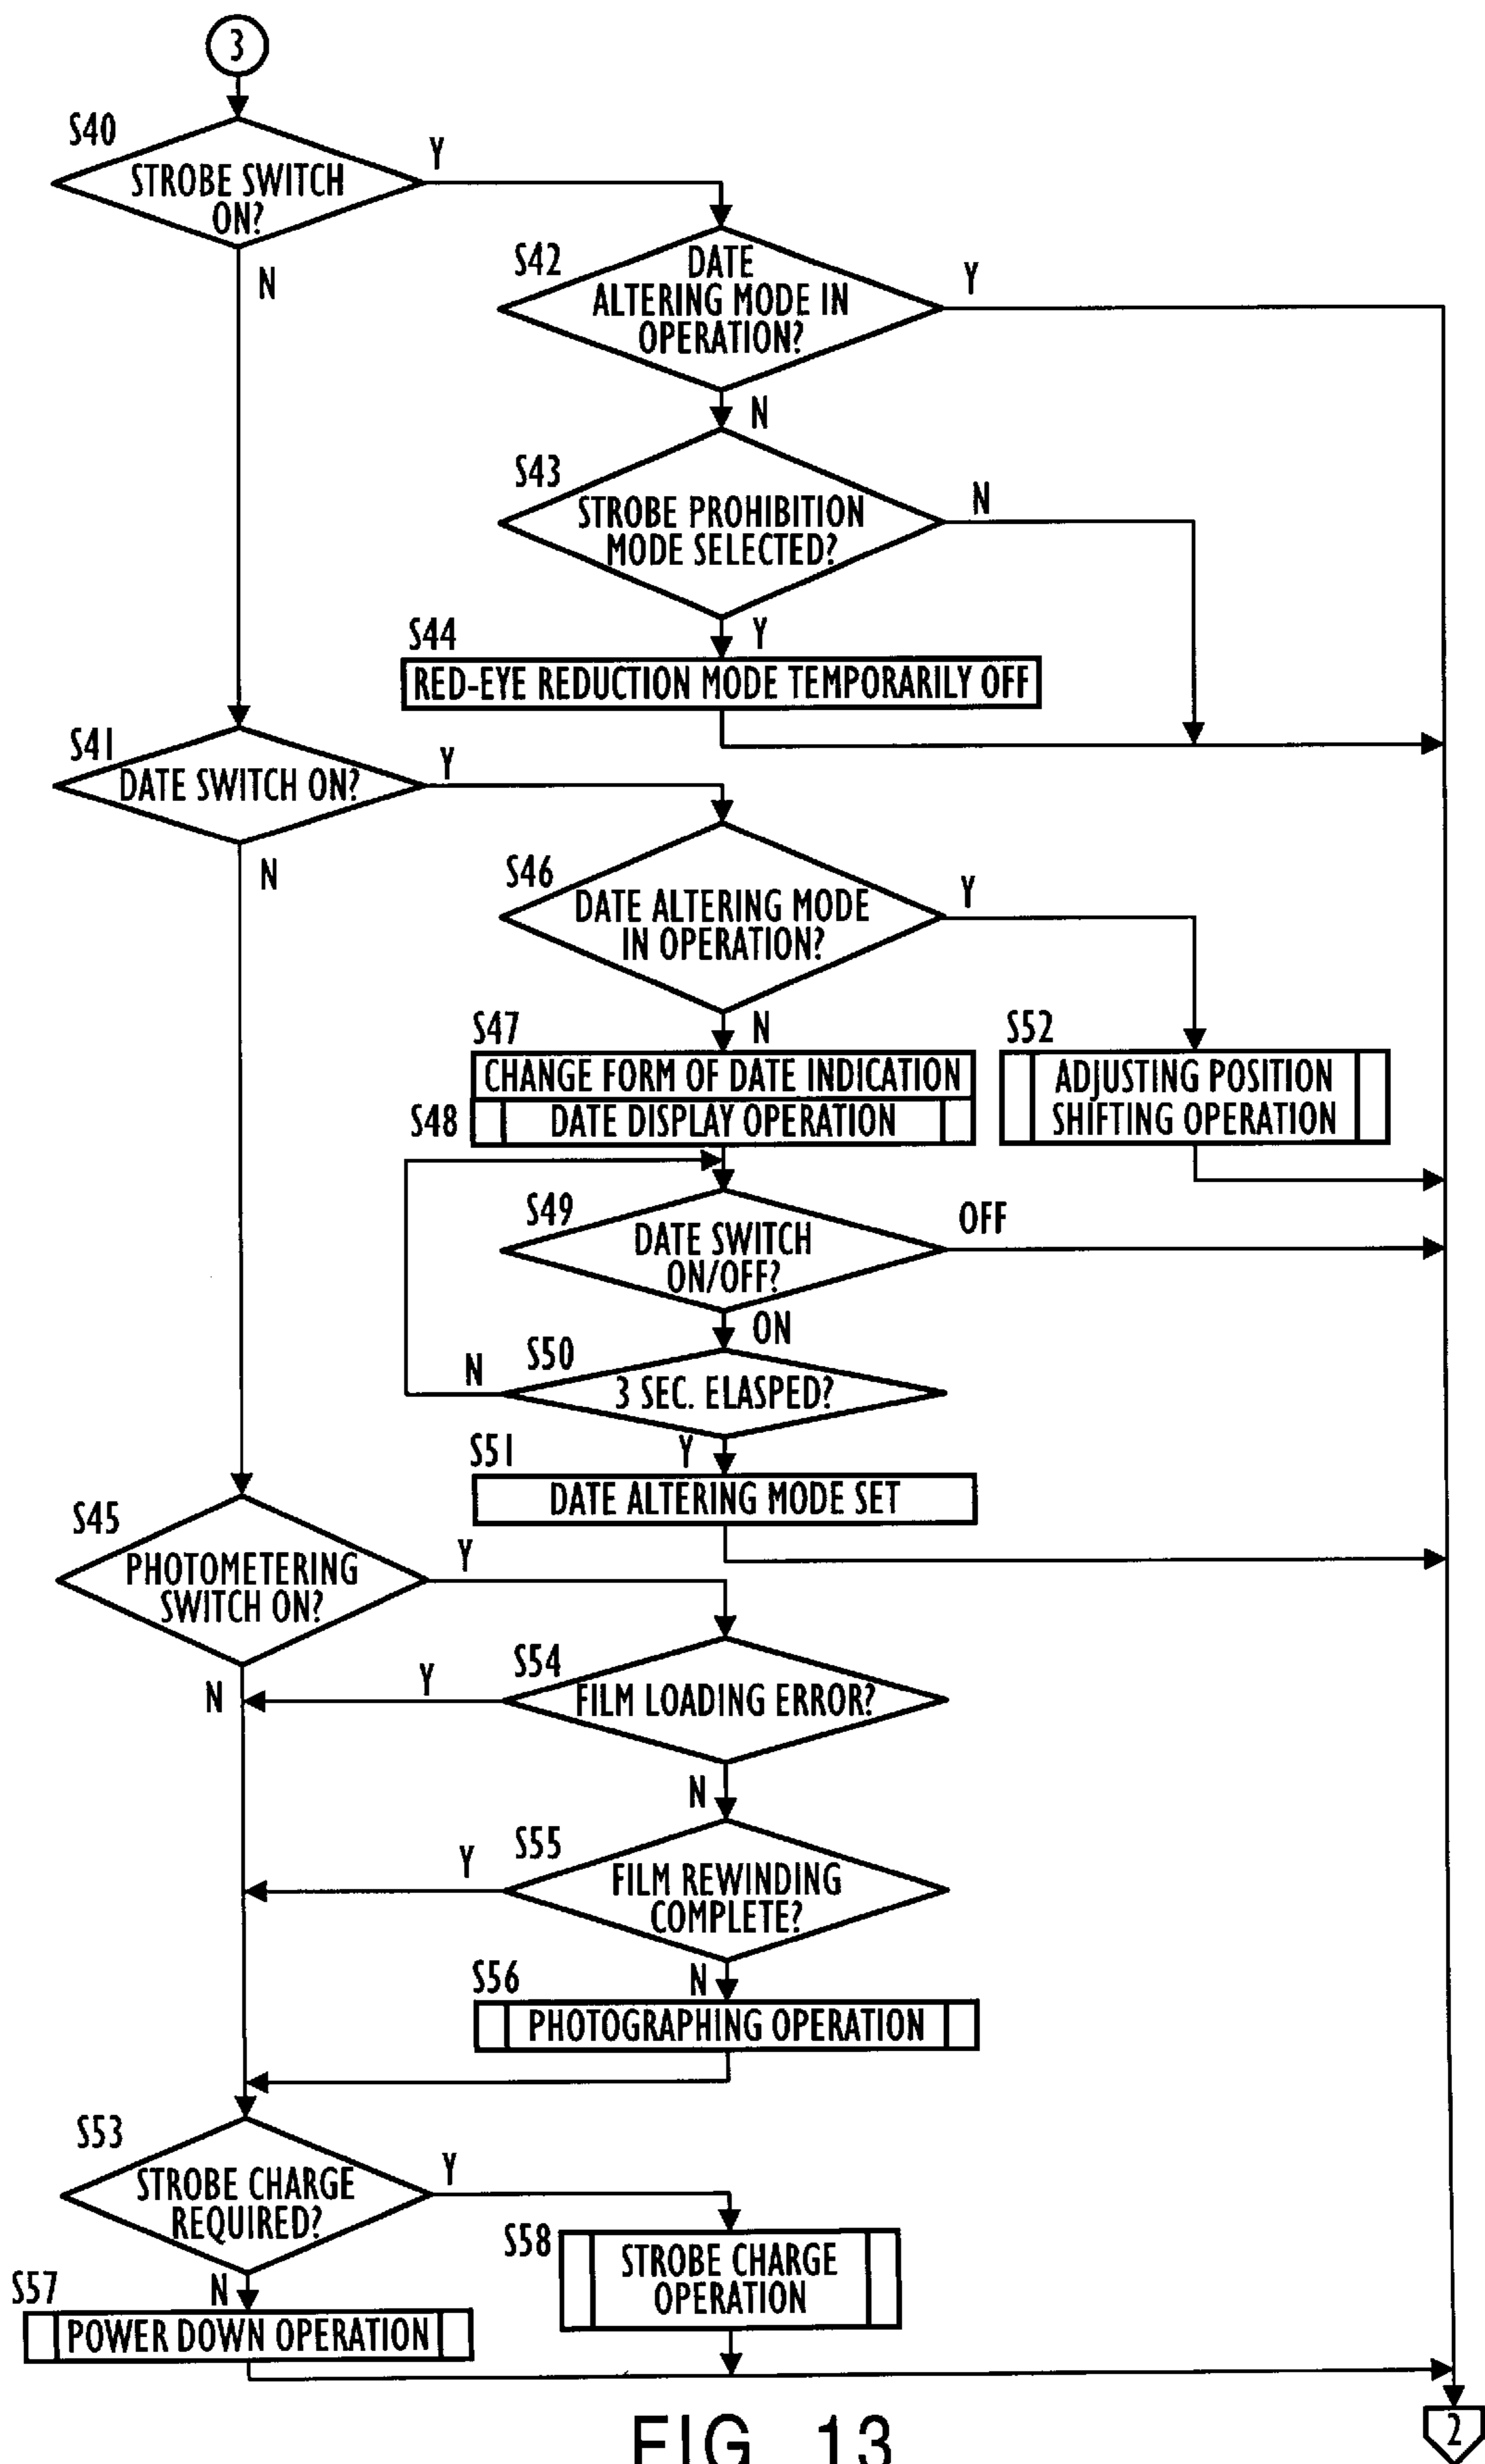 3
S40
STROBE SWITCH
ON?
Y
N
S42
DATE
ALTERING MODE IN
OPERATION?
Y
N
S43
STROBE PROHIBITION
MODE SELECTED?
N
Y
S44
RED-EYE REDUCTION MODE TEMPORARILY OFF
S41
DATE SWITCH ON?
Y
N
S46
DATE ALTERING MODE
IN OPERATION?
Y
N
S47
CHANGE FORM OF DATE INDICATION
S48
DATE DISPLAY OPERATION
S52
ADJUSTING POSITION
SHIFTING OPERATION
S49
DATE SWITCH
ON/OFF?
OFF
ON
S50
3 SEC. ELASPED?
N
Y
S51
DATE ALTERING MODE SET
S45
PHOTOMETERING
SWITCH ON?
Y
N
S54
FILM LOADING ERROR?
Y
N
S55
FILM REWINDING
COMPLETE?
Y
N
S56
PHOTOGRAPHING OPERATION
S53
STROBE CHARGE
REQUIRED?
Y
N
S58
STROBE CHARGE
OPERATION
S57
POWER DOWN OPERATION
2
FIG. 13